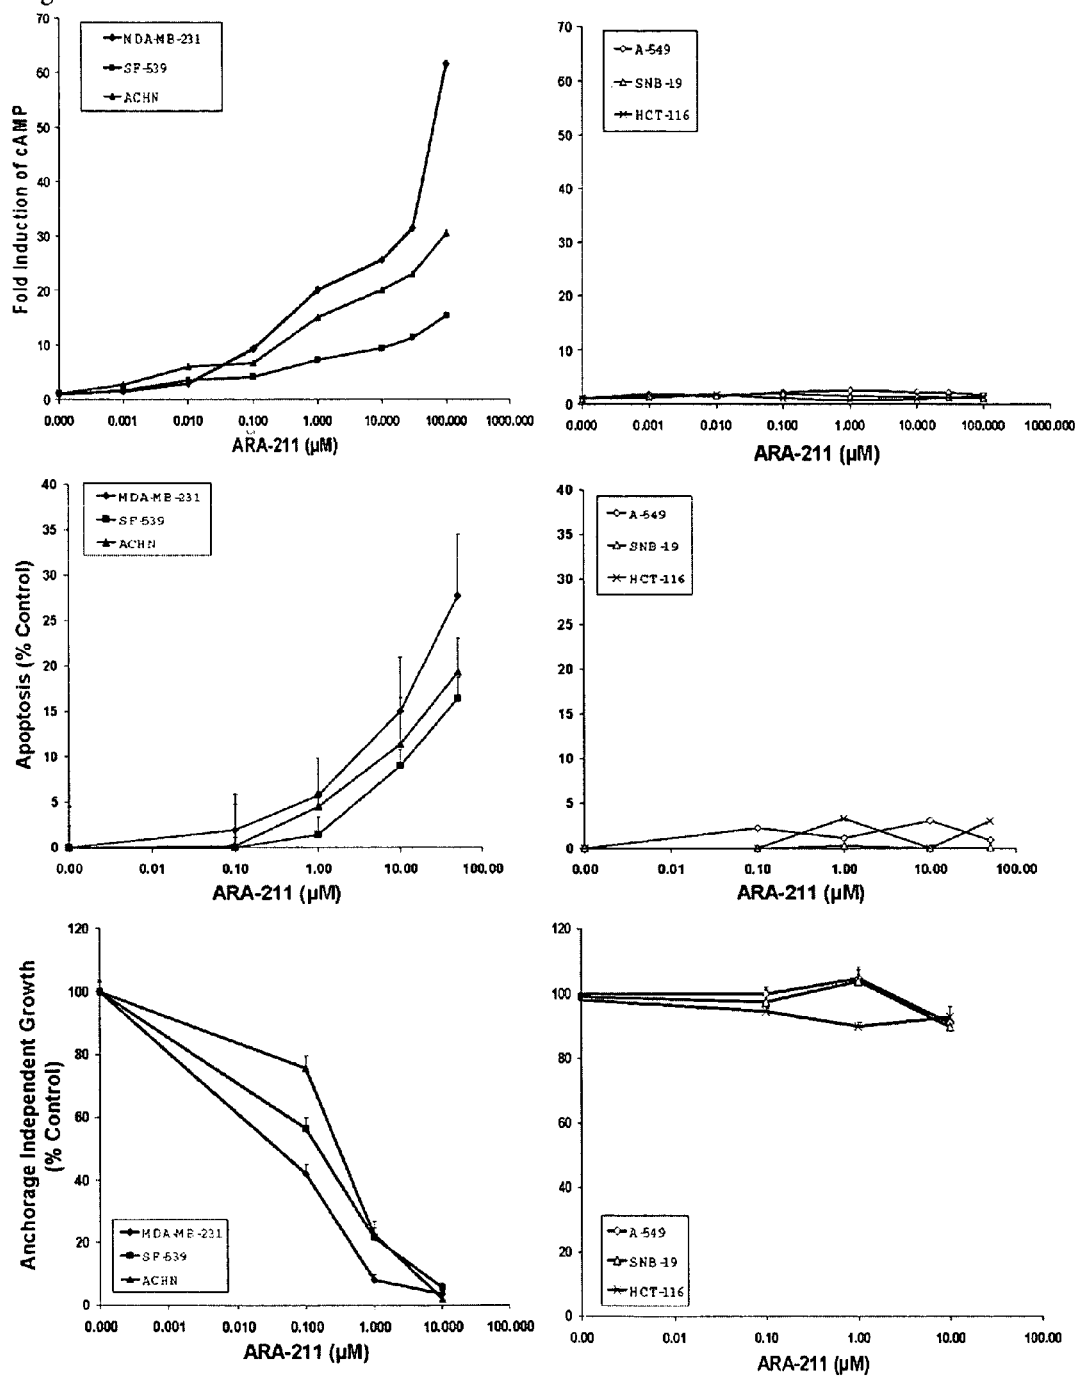 70
60
50
40
30
20
10
0
Fold Induction of cAMP
MDA-MB-231
SF-539
ACHN
0.000 0.001 0.010 0.100 1.000 10.000 100.000 1000.000
ARA-211 (µM)
70
60
50
40
30
20
10
0
A-549
SNB-19
HCT-116
0.000 0.001 0.010 0.100 1.000 10.000 100.000 1000.000
ARA-211 (µM)
40
35
30
25
20
15
10
5
0
Apoptosis (% Control)
MDA-MB-231
SF-539
ACHN
0.00 0.01 0.10 1.00 10.00 100.00
ARA-211 (µM)
40
35
30
25
20
15
10
5
0
A-549
SNB-19
HCT-116
0.00 0.01 0.10 1.00 10.00 100.00
ARA-211 (µM)
120
100
80
60
40
20
0
Anchorage Independent Growth
(% Control)
MDA-MB-231
SF-539
ACHN
0.000 0.001 0.010 0.100 1.000 10.000 100.000
ARA-211 (µM)
120
100
80
60
40
20
0
A-549
SNB-19
HCT-116
0.00 0.01 0.10 1.00 10.00 100.00
ARA-211 (µM)